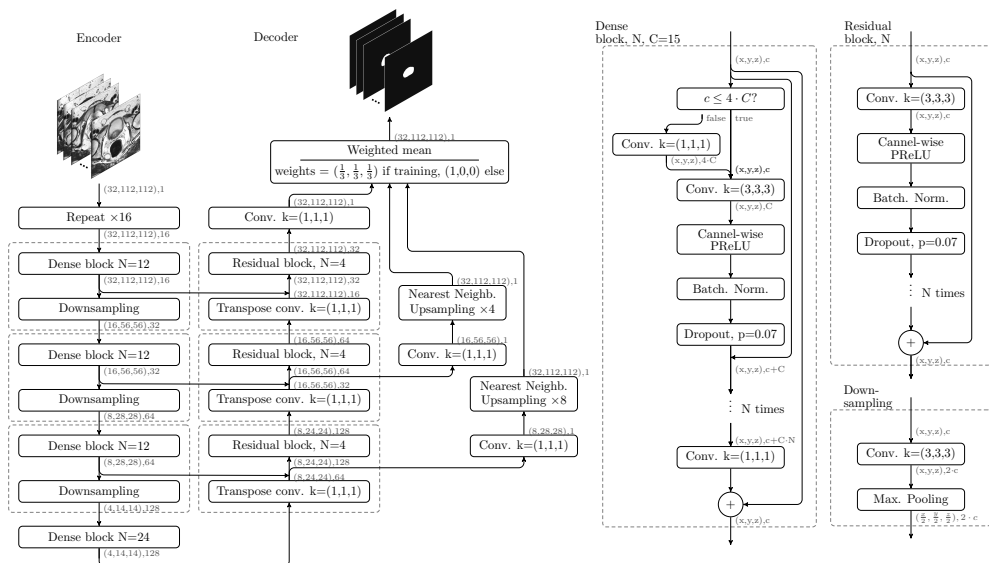 Encoder
(32,112,112),1
Repeat ×16
(32,112,112),16
Dense block N=12
(32,112,112),16
Downsampling
(16,56,56),32
Dense block N=12
(16,56,56),32
Downsampling
(8,28,28),64
Dense block N=12
(8,28,28),64
Downsampling
(4,14,14),128
Dense block N=24
(4,14,14),128
Decoder
(32,112,112),1
Weighted mean
weights = (1/3, 1/3, 1/3) if training, (1,0,0) else
(32,112,112),1
Conv. k=(1,1,1)
(32,112,112),32
Residual block, N=4
(32,112,112),32
(32,112,112),16
Transpose conv. k=(1,1,1)
(16,56,56),64
Residual block, N=4
(16,56,56),64
(16,56,56),32
Transpose conv. k=(1,1,1)
(8,24,24),128
Residual block, N=4
(8,24,24),128
(8,24,24),64
Transpose conv. k=(1,1,1)
(32,112,112),1
Nearest Neighb.
Upsampling ×4
(16,56,56),1
Conv. k=(1,1,1)
(32,112,112),1
Nearest Neighb.
Upsampling ×8
(8,28,28),1
Conv. k=(1,1,1)
Dense
block, N, C=15
(x,y,z),c
c ≤ 4 · C?
false
true
Conv. k=(1,1,1)
(x,y,z),4·C
(x,y,z),c
Conv. k=(3,3,3)
(x,y,z),C
Cannel-wise
PReLU
Batch. Norm.
Dropout, p=0.07
(x,y,z),c+C
⋮ N times
(x,y,z),c+C·N
Conv. k=(1,1,1)
+
(x,y,z),c
Residual
block, N
(x,y,z),c
Conv. k=(3,3,3)
(x,y,z),c
Cannel-wise
PReLU
Batch. Norm.
Dropout, p=0.07
⋮ N times
+
(x,y,z),c
Down-
sampling
(x,y,z),c
Conv. k=(3,3,3)
(x,y,z),2·c
Max. Pooling
(x/2, y/2, z/2), 2 · c